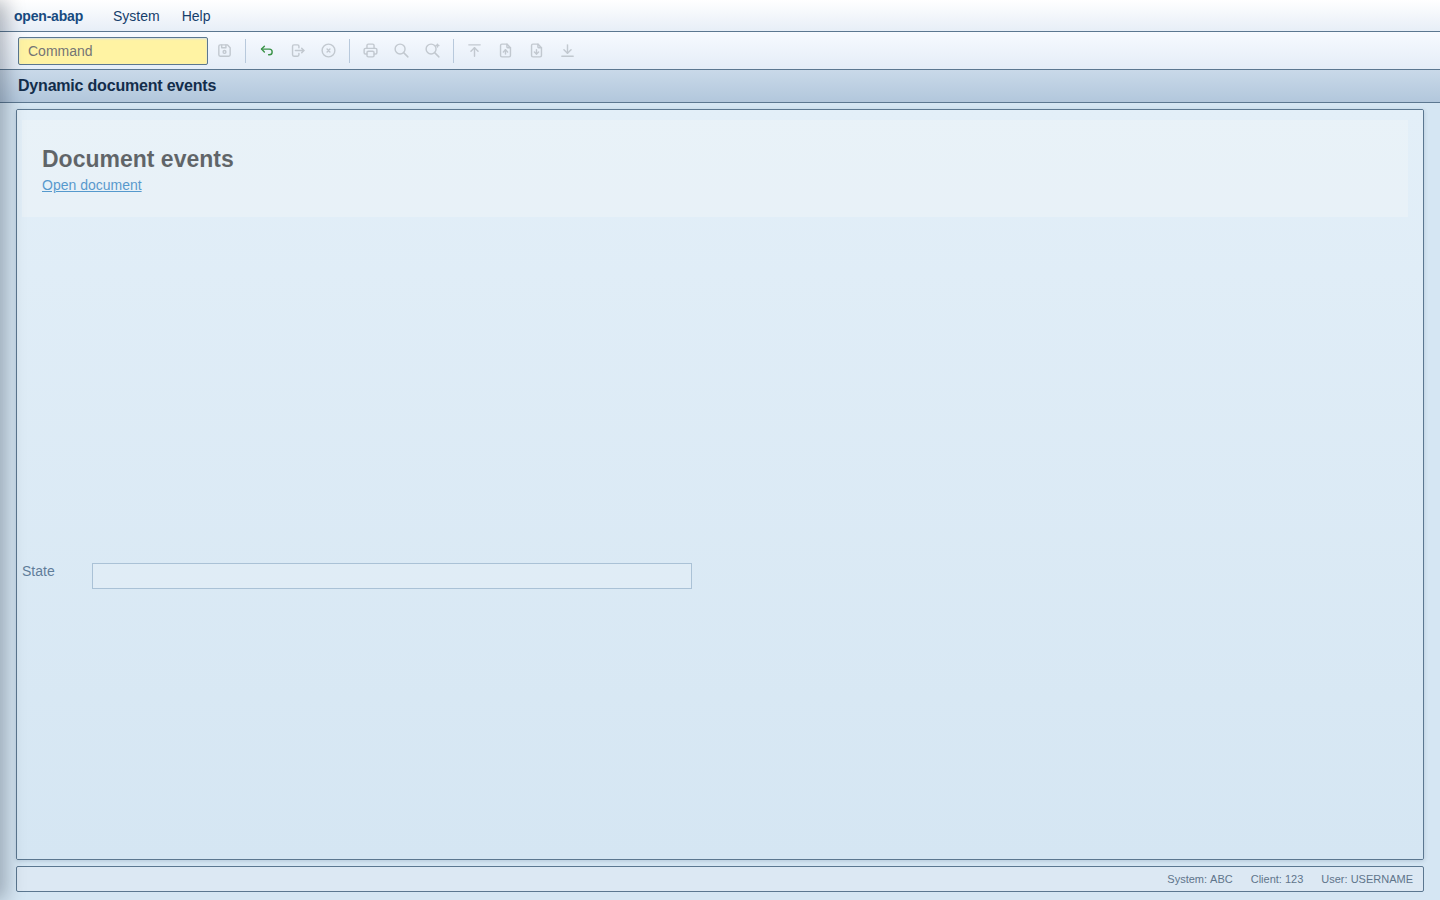 open-abap System Help
Command
Dynamic document events
Document events
Open document
State
System: ABC Client: 123 User: USERNAME